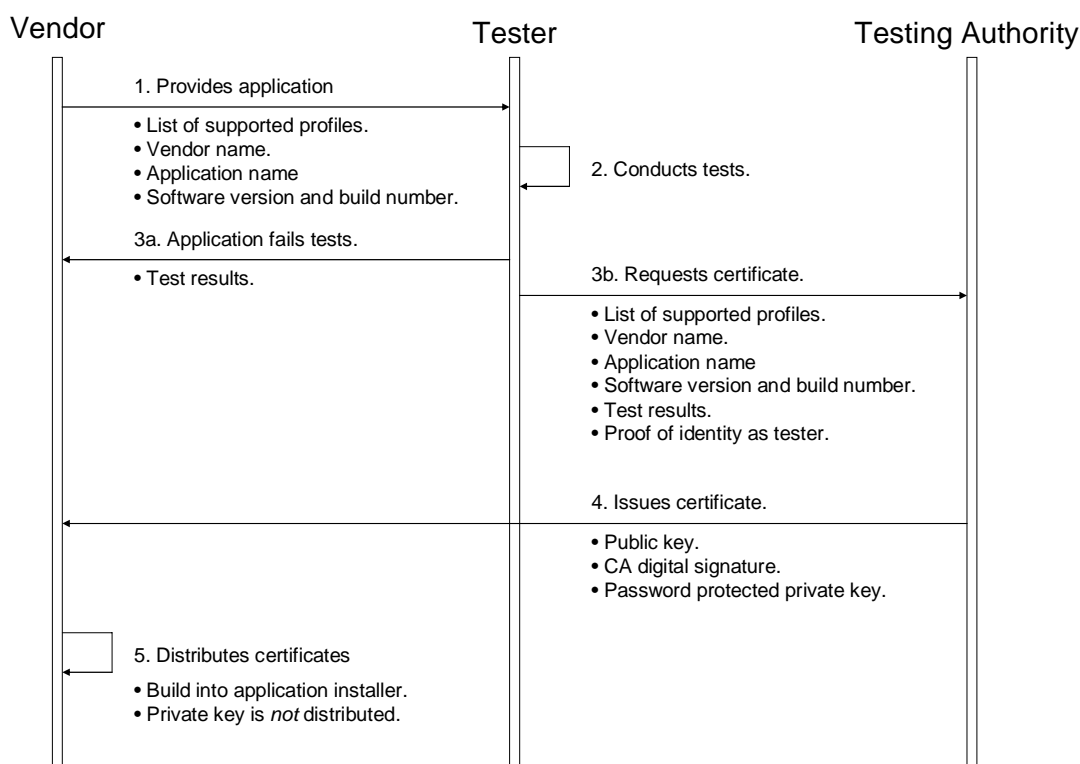 Vendor
Tester
Testing Authority
1. Provides application
• List of supported profiles.
• Vendor name.
• Application name
• Software version and build number.
2. Conducts tests.
3a. Application fails tests.
• Test results.
3b. Requests certificate.
• List of supported profiles.
• Vendor name.
• Application name
• Software version and build number.
• Test results.
• Proof of identity as tester.
4. Issues certificate.
• Public key.
• CA digital signature.
• Password protected private key.
5. Distributes certificates
• Build into application installer.
• Private key is not distributed.